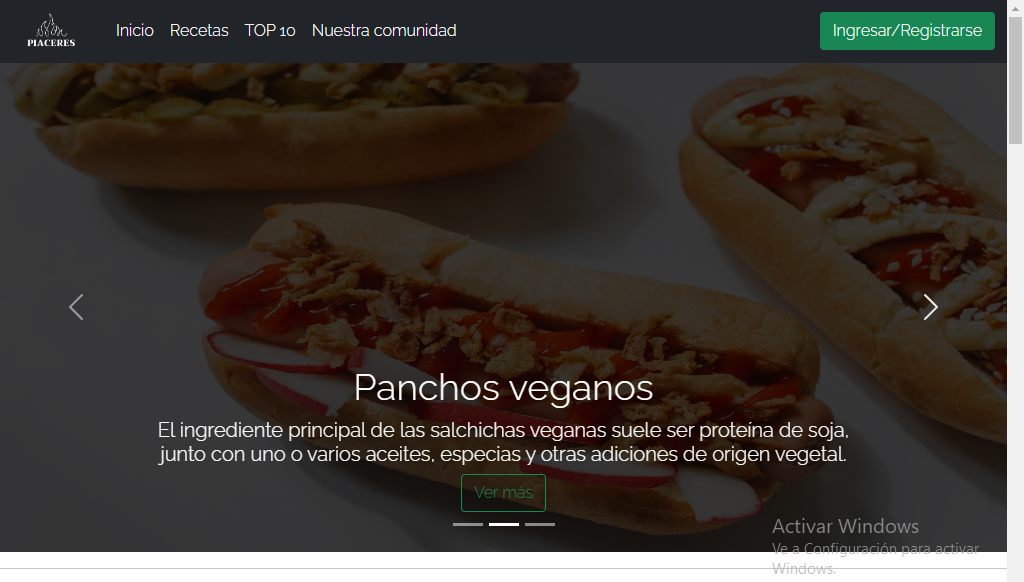 PIACERES
Inicio
Recetas
TOP 10
Nuestra comunidad
Ingresar/Registrarse
Panchos veganos
El ingrediente principal de las salchichas veganas suele ser proteína de soja,
junto con uno o varios aceites, especias y otras adiciones de origen vegetal.
Ver más
Activar Windows
Ve a Configuración para activar
Windows.